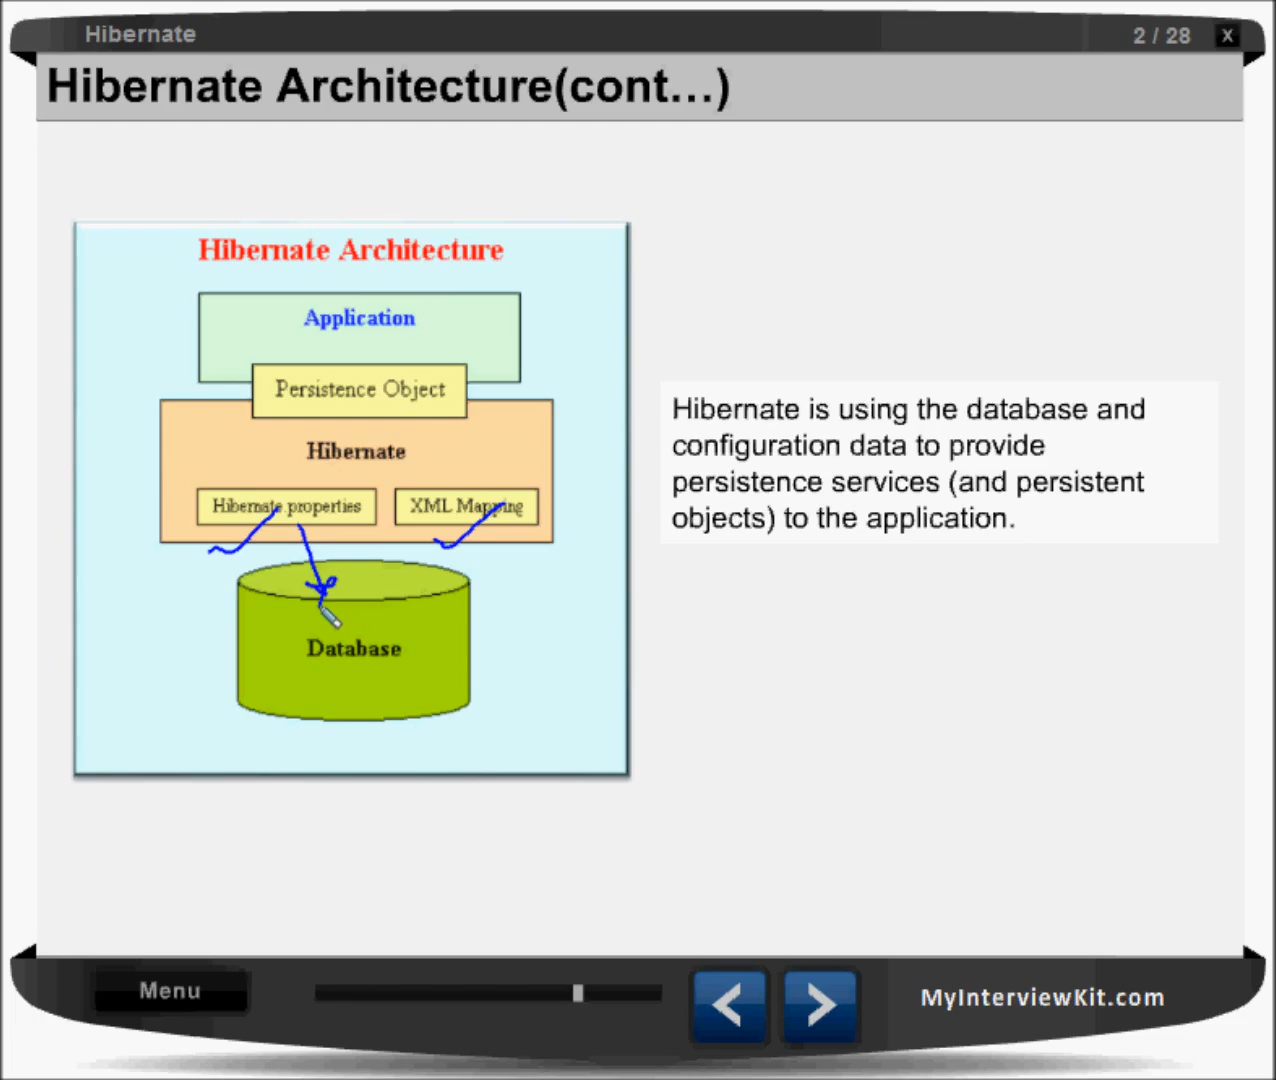 Hibernate
2 / 28 X
Hibernate Architecture(cont...)
Hibernate Architecture
Application
Persistence Object
Hibernate
Hibernate properties
XML Mapping
Database
Hibernate is using the database and
configuration data to provide
persistence services (and persistent
objects) to the application.
Menu
MyInterviewKit.com